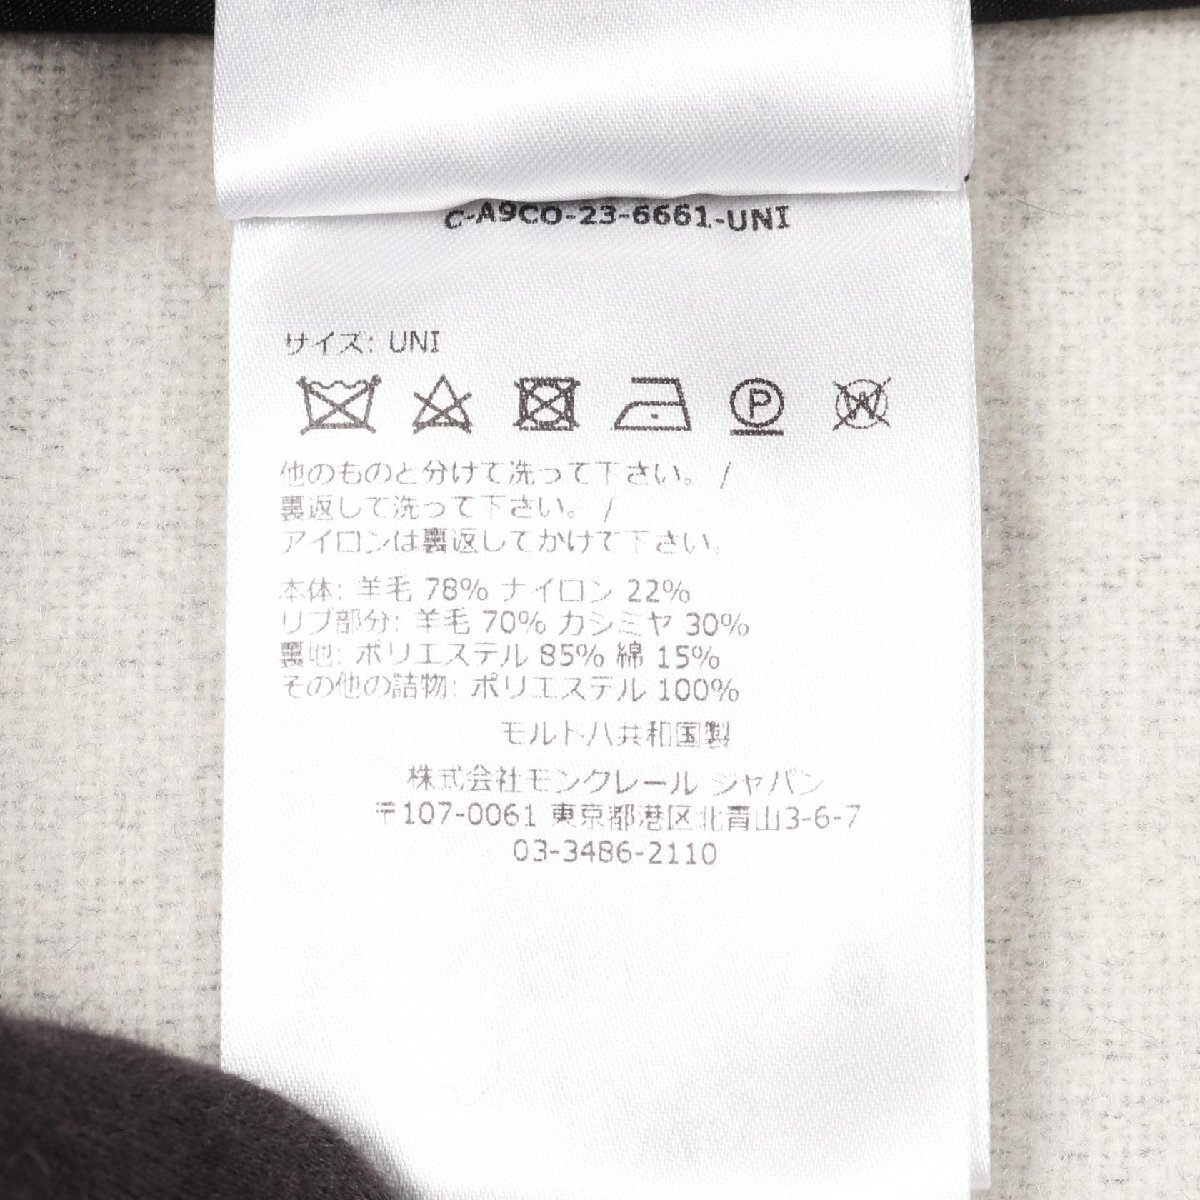 C-A9CO-23-6661-UNI
サイズ: UNI
P W
他のものと分けて洗って下さい。 /
裏返して洗って下さい。 /
アイロンは裏返してかけて下さい。
本体: 羊毛 78% ナイロン 22%
リブ部分: 羊毛 70% カシミヤ 30%
裏地: ポリエステル 85% 綿 15%
その他の詰物: ポリエステル 100%
モルドバ共和国製
株式会社モンクレール ジャパン
〒107-0061 東京都港区北青山3-6-7
03-3486-2110